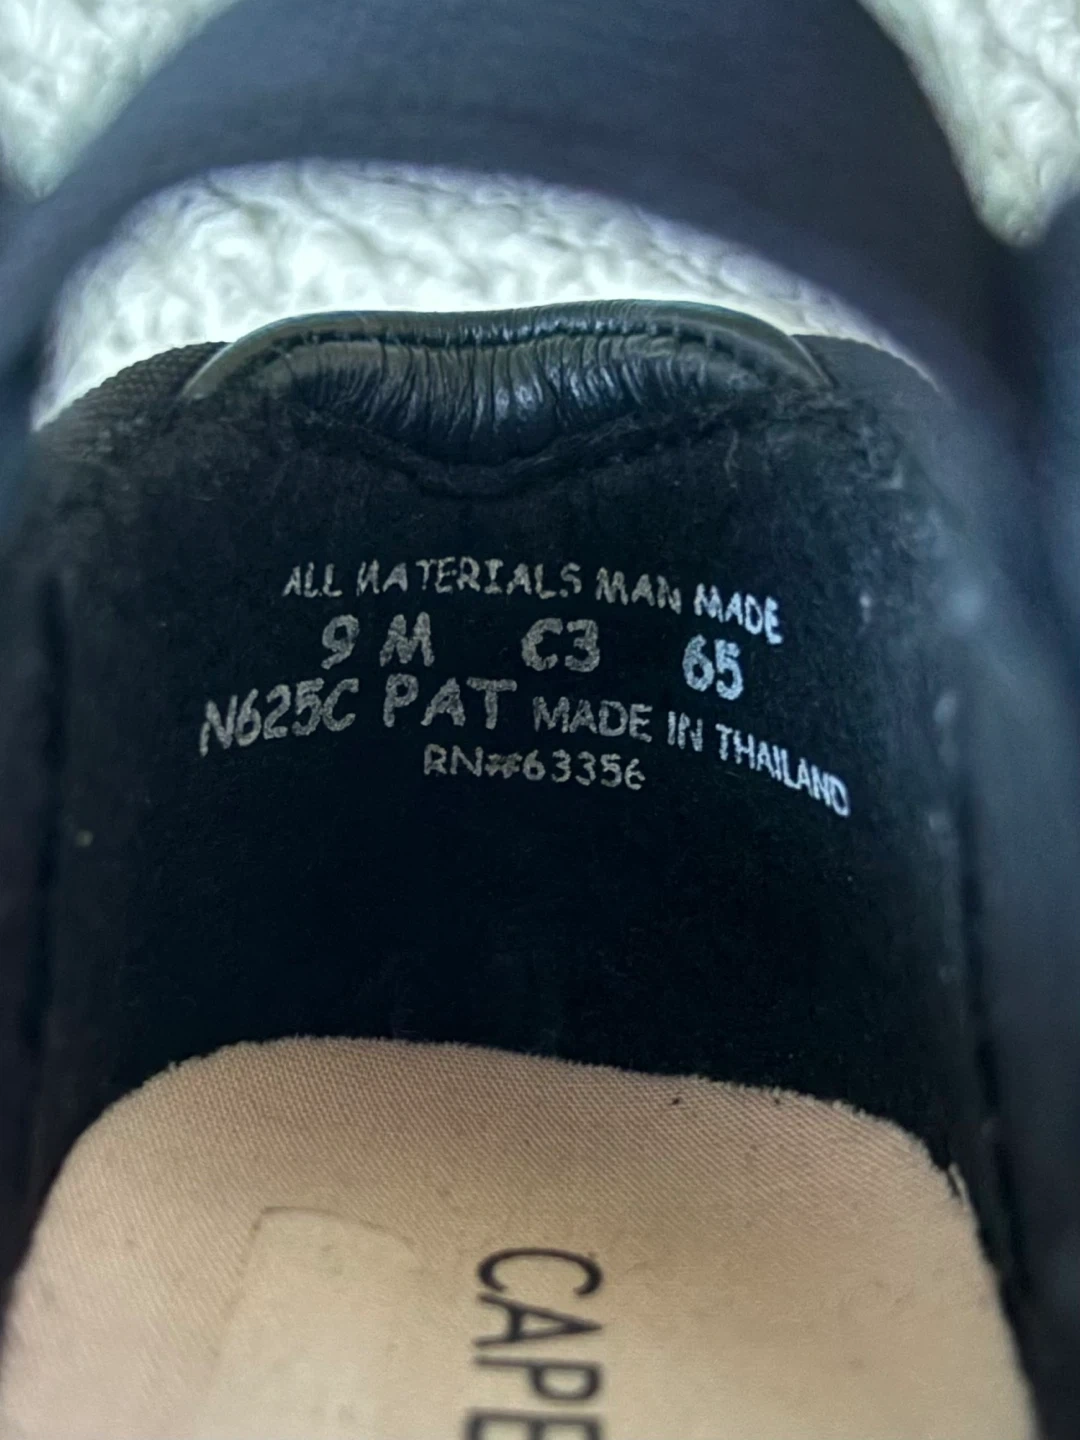 ALL MATERIALS MAN MADE
9 M C3 65
N625C PAT MADE IN THAILAND
RN#63356
CAPE